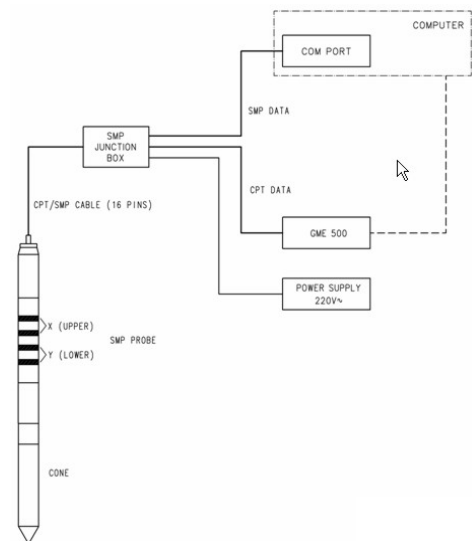 COMPUTER
COM PORT
SMP DATA
SMP
JUNCTION
BOX
CPT DATA
CPT/SMP CABLE (16 PINS)
GME 500
POWER SUPPLY
220V~
X (UPPER)
SMP PROBE
Y (LOWER)
CONE